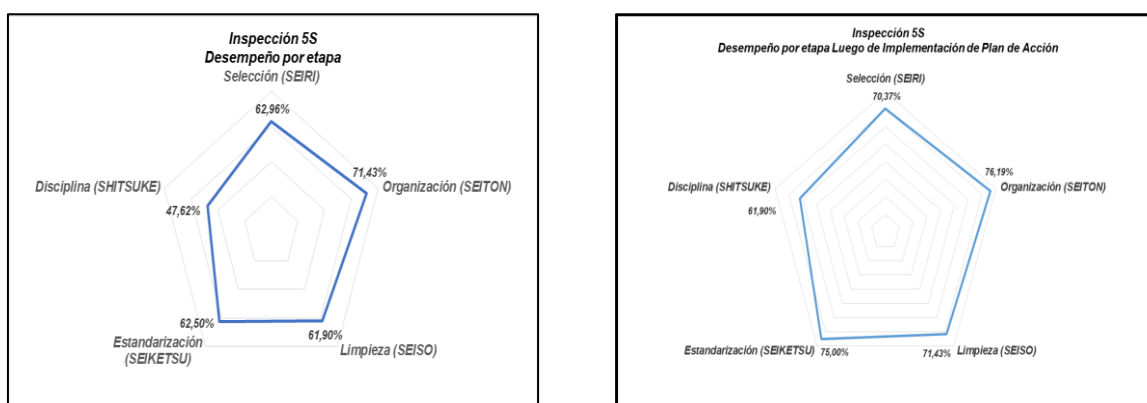 Inspección 5S
Desempeño por etapa
Selección (SEIRI)
62,96%
71,43%
Disciplina (SHITSUKE)
Organización (SEITON)
47,62%
62,50%
61,90%
Estandarización
(SEIKETSU)
Limpieza (SEISO)
Inspección 5S
Desempeño por etapa Luego de Implementación de Plan de Acción
Selección (SEIRI)
70,37%
76,19%
Disciplina (SHITSUKE)
Organización (SEITON)
61,90%
Estandarización (SEIKETSU)
75,00%
71,43%
Limpieza (SEISO)